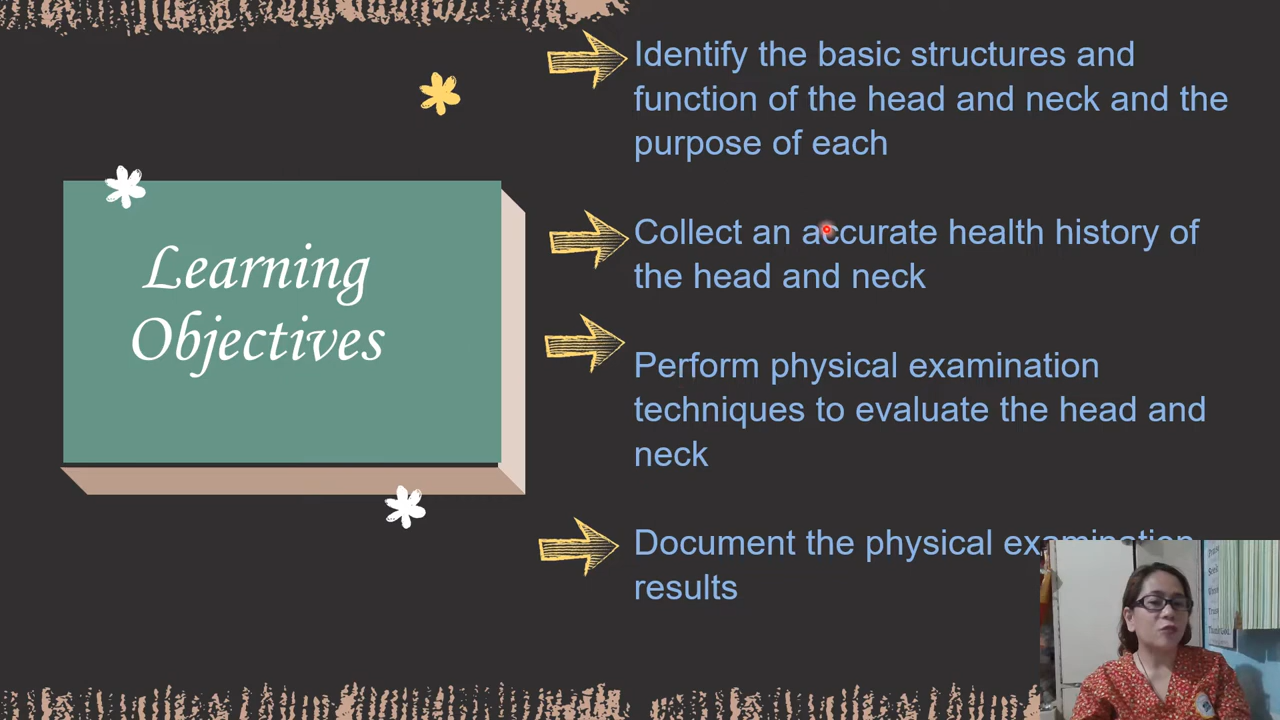 Learning
Objectives
Identify the basic structures and
function of the head and neck and the
purpose of each
Collect an accurate health history of
the head and neck
Perform physical examination
techniques to evaluate the head and
neck
Document the physical examination
results